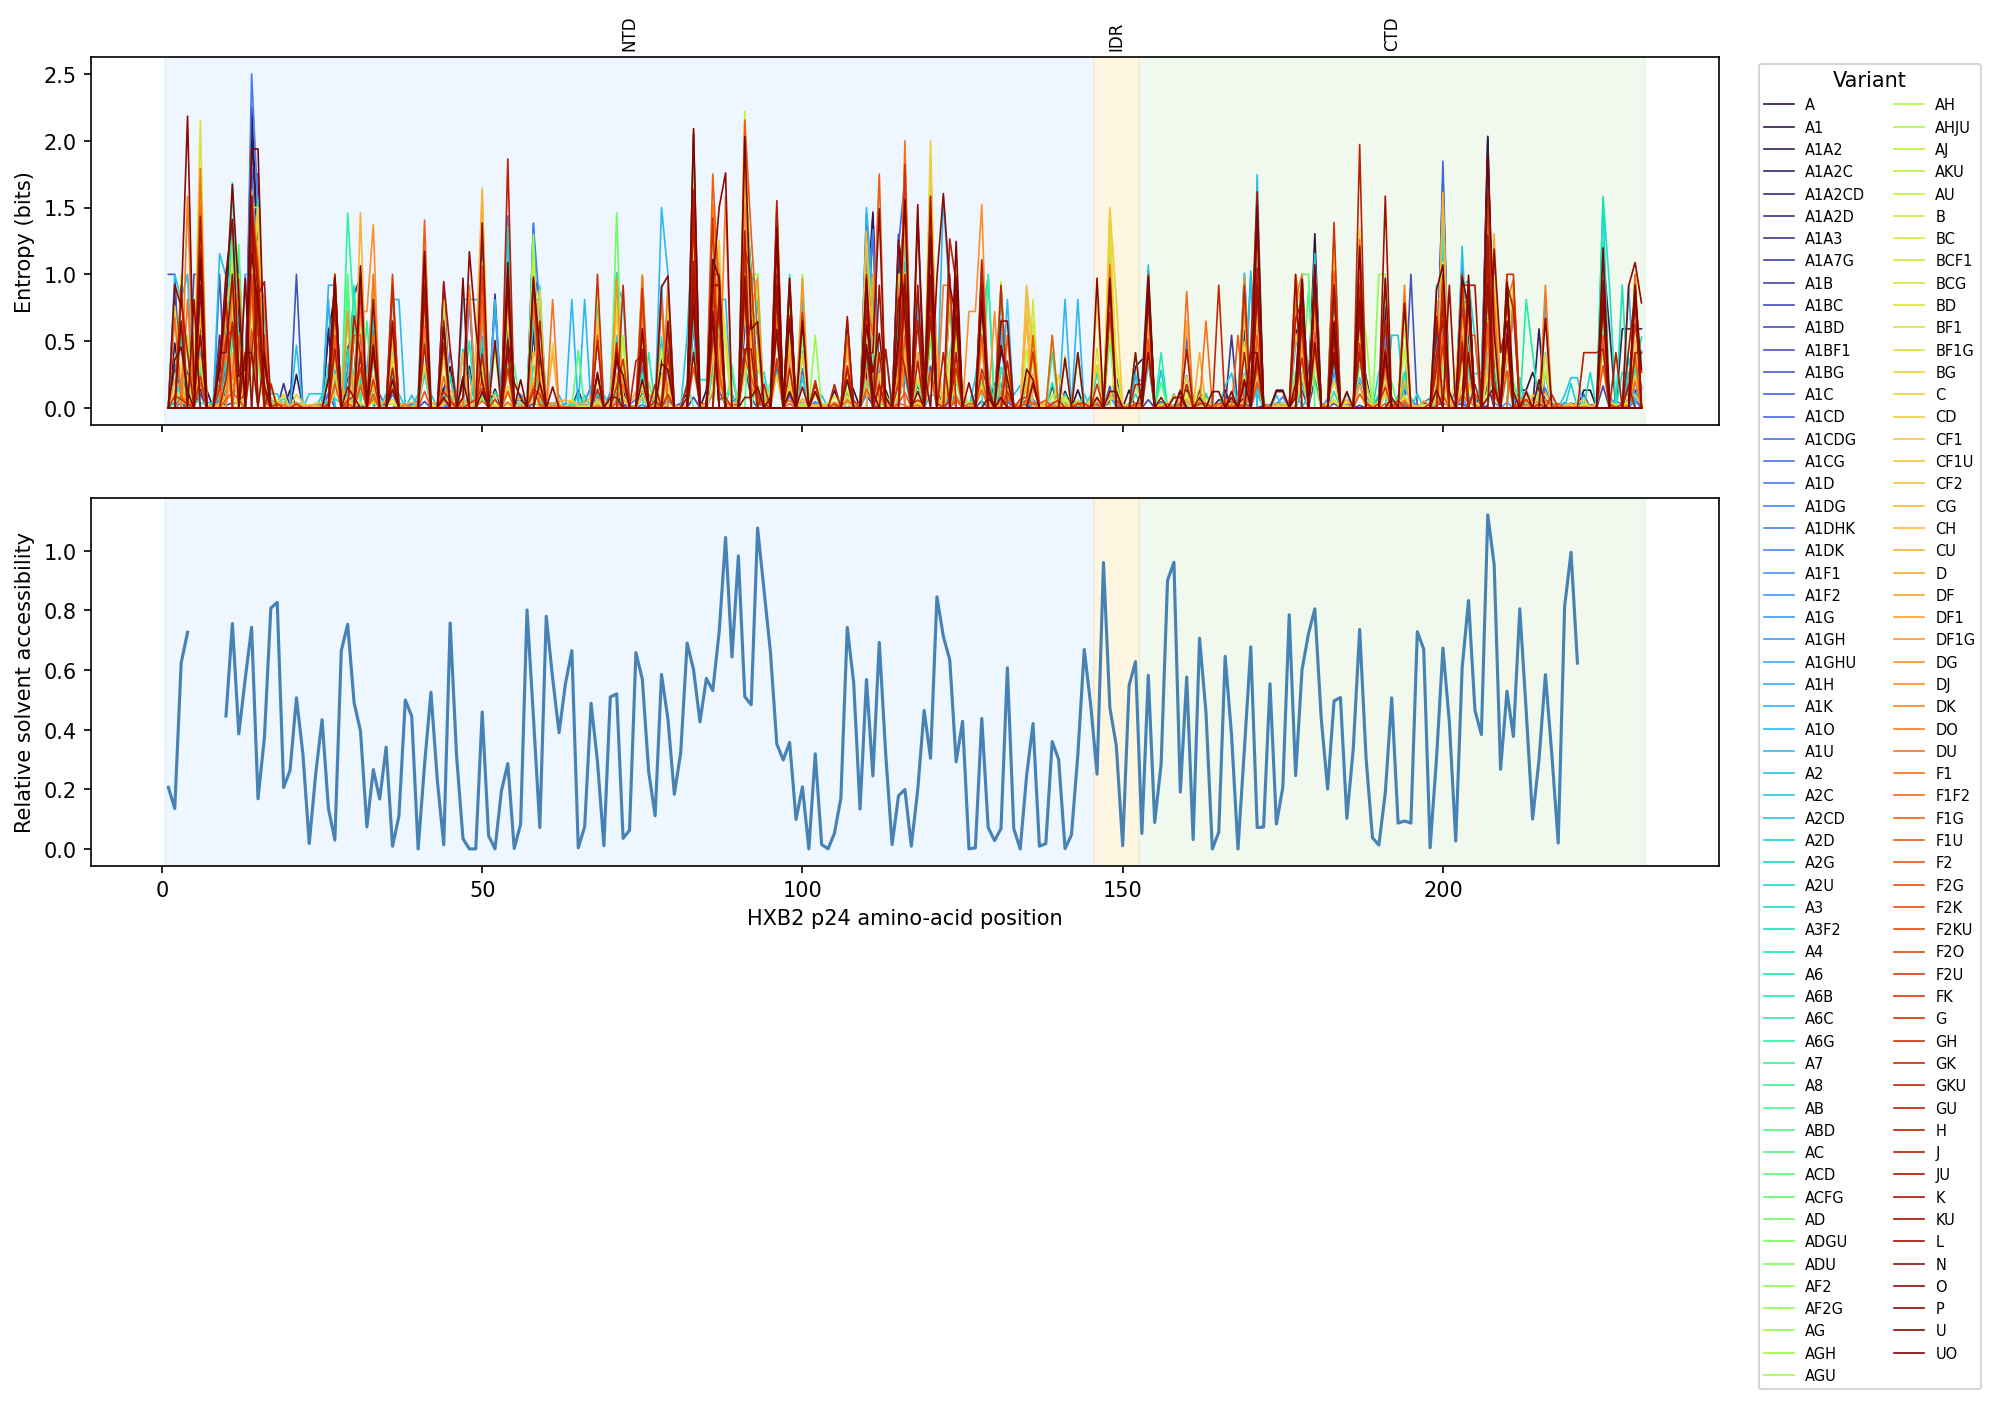 NTD
IDR
CTD
Entropy (bits)
2.5
2.0
1.5
1.0
0.5
0.0
Relative solvent accessibility
1.0
0.8
0.6
0.4
0.2
0.0
0
50
100
150
200
HXB2 p24 amino-acid position
Variant
A
A1
A1A2
A1A2C
A1A2CD
A1A2D
A1A3
A1A7G
A1B
A1BC
A1BD
A1BF1
A1BG
A1C
A1CD
A1CDG
A1CG
A1D
A1DG
A1DHK
A1DK
A1F1
A1F2
A1G
A1GH
A1GHU
A1H
A1K
A1O
A1U
A2
A2C
A2CD
A2D
A2G
A2U
A3
A3F2
A4
A6
A6B
A6C
A6G
A7
A8
AB
ABD
AC
ACD
ACFG
AD
ADGU
ADU
AF2
AF2G
AG
AGH
AGU
AH
AHJU
AJ
AKU
AU
B
BC
BCF1
BCG
BD
BF1
BF1G
BG
C
CD
CF1
CF1U
CF2
CG
CH
CU
D
DF
DF1
DF1G
DG
DJ
DK
DO
DU
F1
F1F2
F1G
F1U
F2
F2G
F2K
F2KU
F2O
F2U
FK
G
GH
GK
GKU
GU
H
J
JU
K
KU
L
N
O
P
U
UO